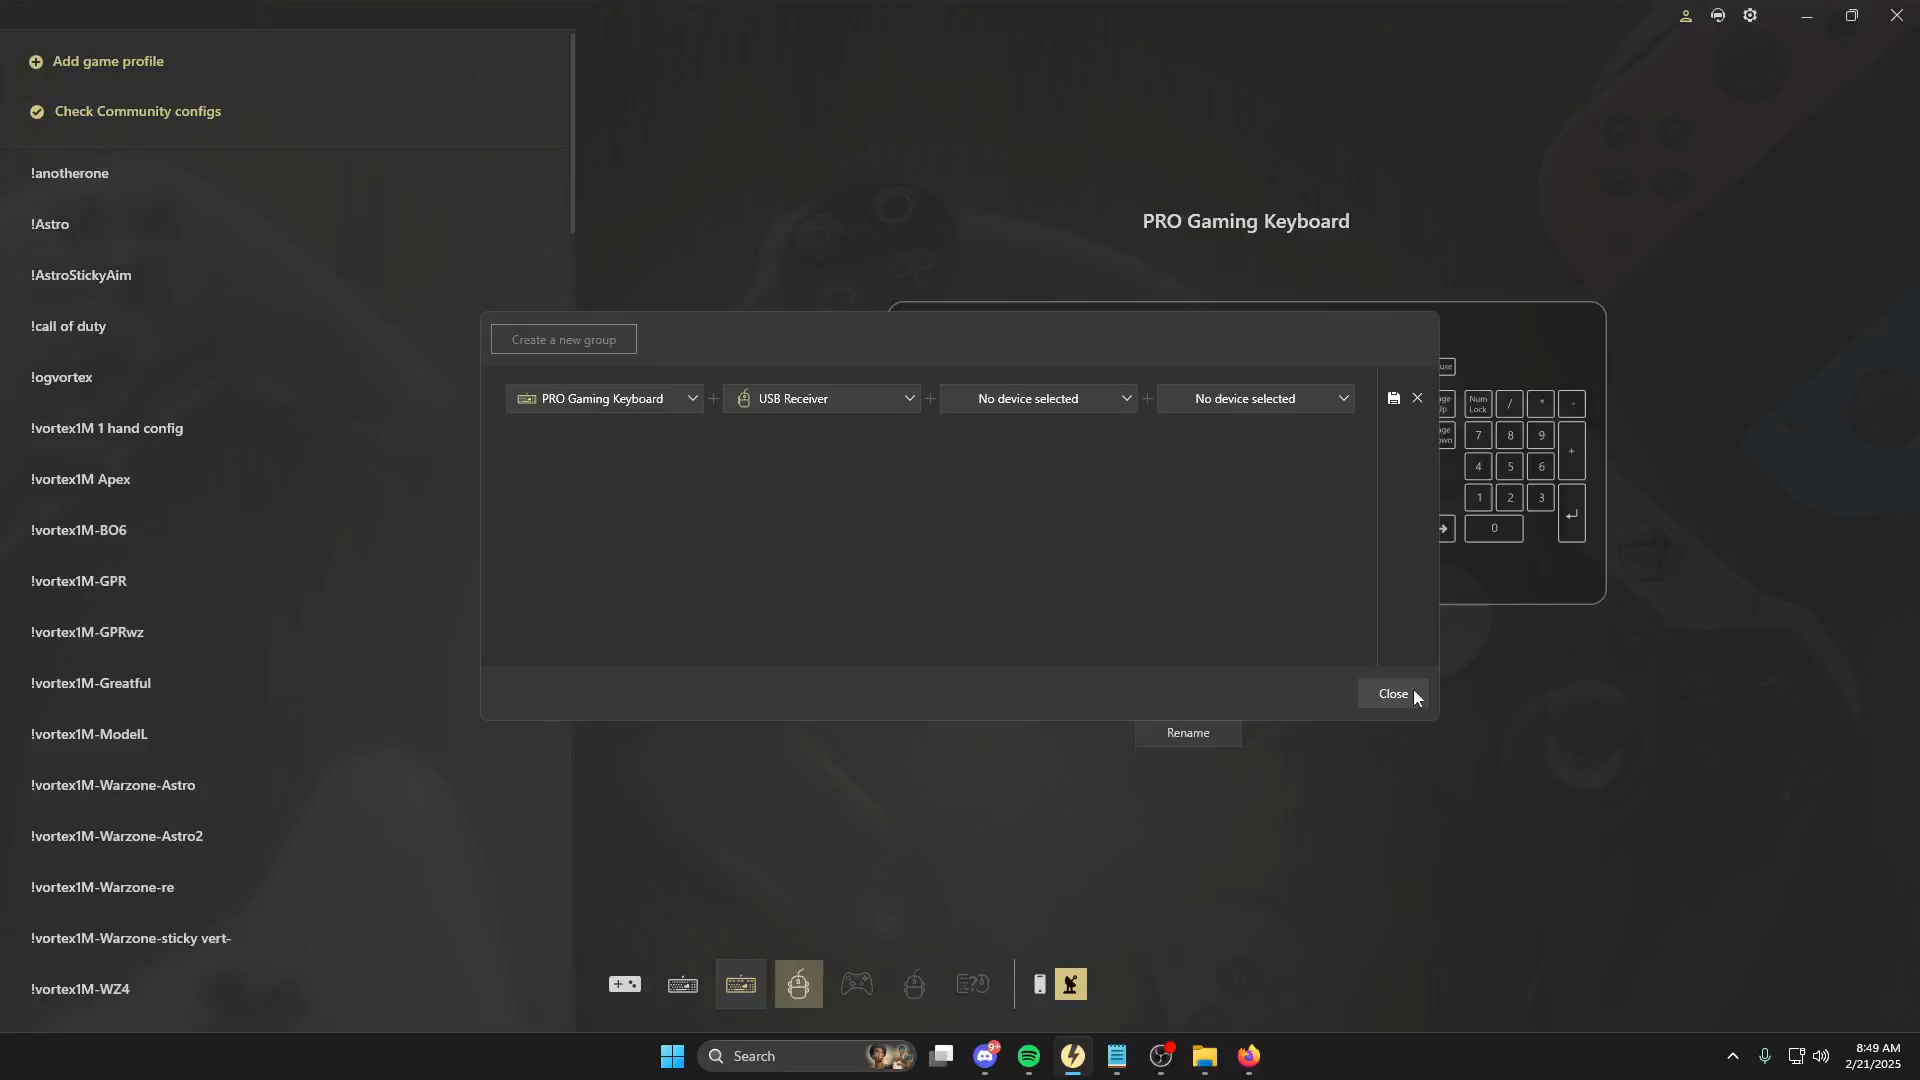 Add game profile
Check Community configs
!anotherone
!Astro
!AstroStickyAim
!call of duty
!ogvortex
!vortex1M 1 hand config
!vortex1M Apex
!vortex1M-BO6
!vortex1M-GPR
!vortex1M-GPRwz
!vortex1M-Greatful
!vortex1M-ModelL
!vortex1M-Warzone-Astro
!vortex1M-Warzone-Astro2
!vortex1M-Warzone-re
!vortex1M-Warzone-sticky vert-
!vortex1M-WZ4
PRO Gaming Keyboard
Create a new group
PRO Gaming Keyboard + USB Receiver + No device selected + No device selected
Num Lock / * -
7 8 9 +
4 5 6
1 2 3
0
Close
Rename
Search
9+
8:49 AM
2/21/2025